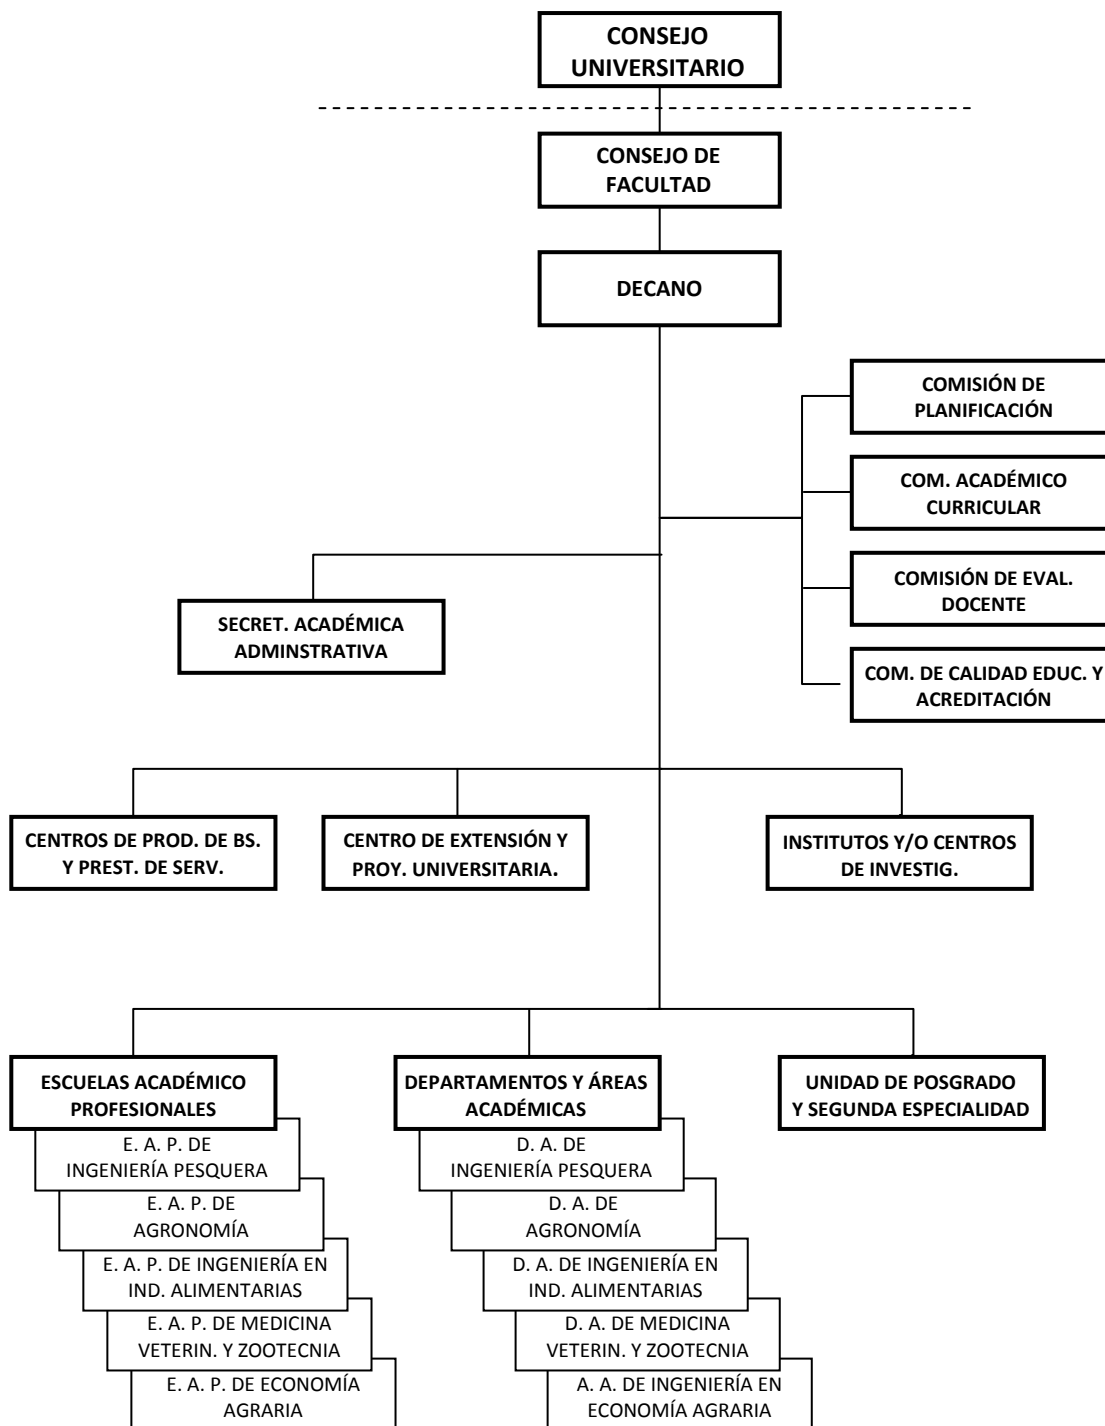 CONSEJO
UNIVERSITARIO
CONSEJO DE
FACULTAD
DECANO
COMISIÓN DE
PLANIFICACIÓN
COM. ACADÉMICO
CURRICULAR
COMISIÓN DE EVAL.
DOCENTE
COM. DE CALIDAD EDUC. Y
ACREDITACIÓN
SECRET. ACADÉMICA
ADMINSTRATIVA
CENTROS DE PROD. DE BS.
Y PREST. DE SERV.
CENTRO DE EXTENSIÓN Y
PROY. UNIVERSITARIA.
INSTITUTOS Y/O CENTROS
DE INVESTIG.
ESCUELAS ACADÉMICO
PROFESIONALES
E. A. P. DE
INGENIERÍA PESQUERA
E. A. P. DE
AGRONOMÍA
E. A. P. DE INGENIERÍA EN
IND. ALIMENTARIAS
E. A. P. DE MEDICINA
VETERIN. Y ZOOTECNIA
E. A. P. DE ECONOMÍA
AGRARIA
DEPARTAMENTOS Y ÁREAS
ACADÉMICAS
D. A. DE
INGENIERÍA PESQUERA
D. A. DE
AGRONOMÍA
D. A. DE INGENIERÍA EN
IND. ALIMENTARIAS
D. A. DE MEDICINA
VETERIN. Y ZOOTECNIA
A. A. DE INGENIERÍA EN
ECONOMÍA AGRARIA
UNIDAD DE POSGRADO
Y SEGUNDA ESPECIALIDAD